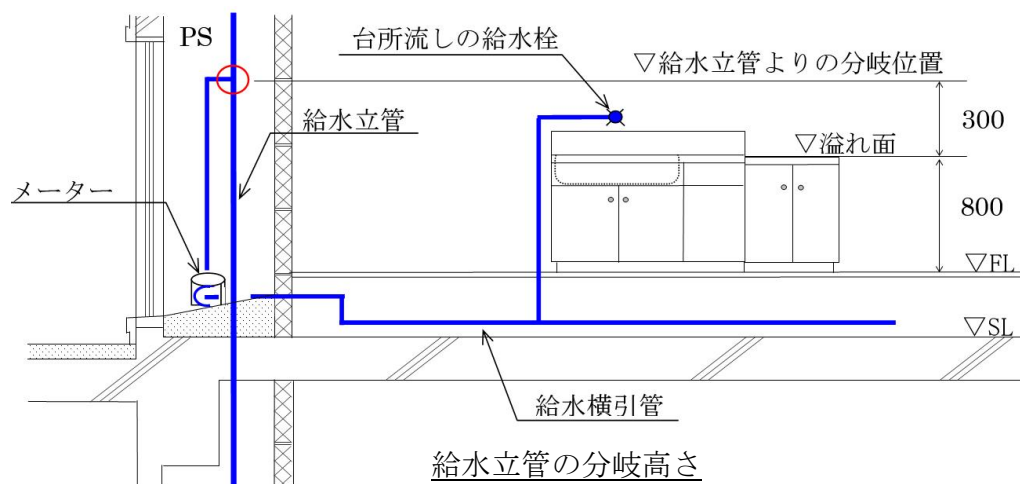 PS
台所流しの給水栓
▽給水立管よりの分岐位置
300
給水立管
▽溢れ面
メーター
800
▽FL
▽SL
給水横引管
給水立管の分岐高さ